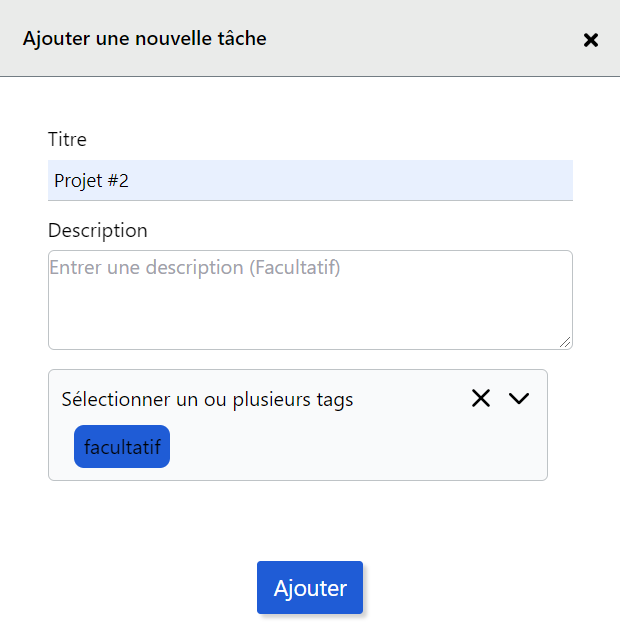 Ajouter une nouvelle tâche
Titre
Projet #2
Description
Entrer une description (Facultatif)
Sélectionner un ou plusieurs tags
facultatif
Ajouter